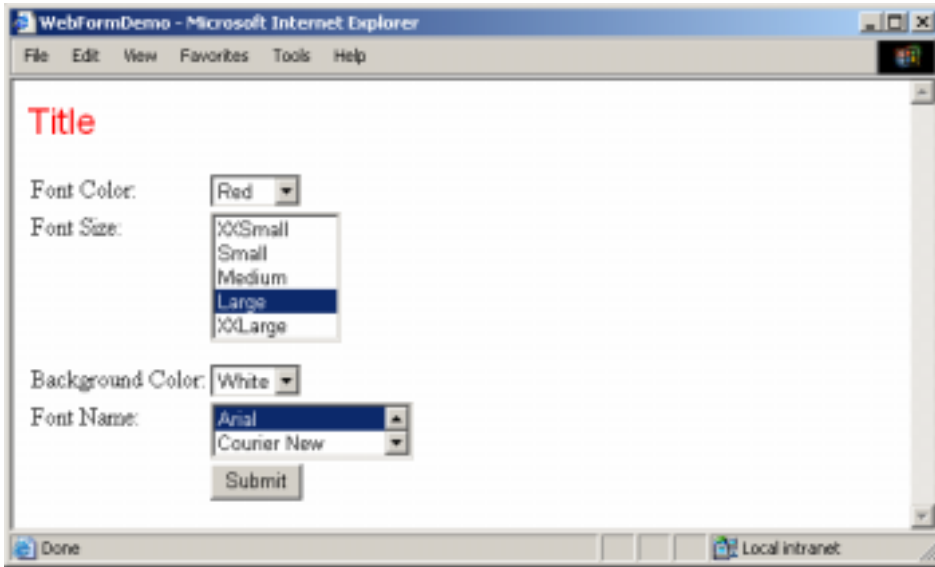 WebFormDemo - Microsoft Internet Explorer
File Edit View Favorites Tools Help
Title
Font Color: Red
Font Size: XXSmall
Small
Medium
Large
XXLarge
Background Color: White
Font Name: Arial
Courier New
Submit
Done Local intranet